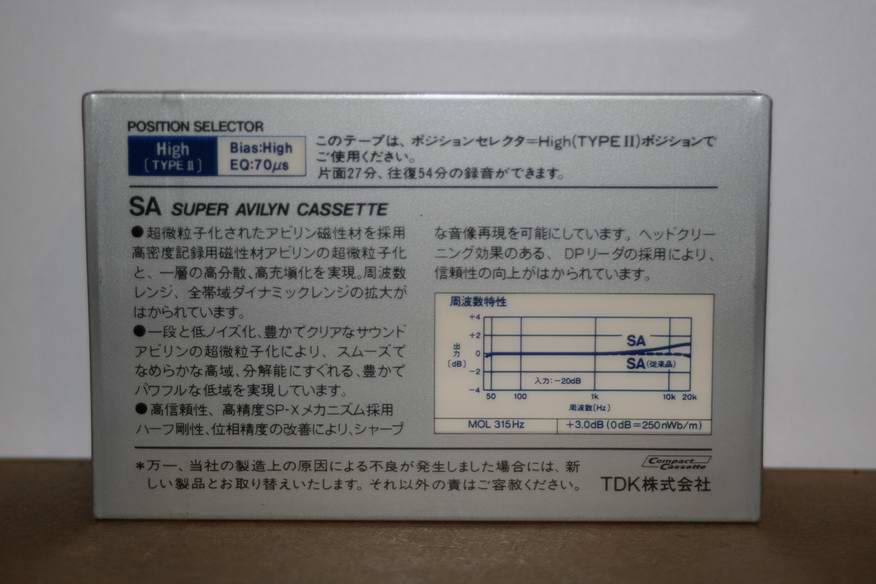 POSITION SELECTOR
High
(TYPE II)
Bias:High
EQ:70μs
このテープは、ポジションセレクタ=High(TYPE II)ポジションで
ご使用ください。
片面27分、往復54分の録音ができます。
SA SUPER AVILYN CASSETTE
●超微粒子化されたアビリン磁性材を採用
高密度記録用磁性材アビリンの超微粒子化
と、一層の高分散、高充塡化を実現。周波数
レンジ、全帯域ダイナミックレンジの拡大が
はかられています。
●一段と低ノイズ化、豊かでクリアなサウンド
アビリンの超微粒子化により、スムーズで
なめらかな高域、分解能にすぐれる、豊かで
パワフルな低域を実現しています。
●高信頼性、高精度SP-Xメカニズム採用
ハーフ剛性、位相精度の改善により、シャープ
な音像再現を可能にしています。ヘッドクリー
ニング効果のある、DPリーダの採用により、
信頼性の向上がはかられています。
周波数特性
+4
+2
0
-2
-4
出力(dB)
SA
SA(従来品)
入力:-20dB
50 100 1k 10k 20k
周波数(Hz)
MOL 315Hz +3.0dB(0dB=250nWb/m)
*万一、当社の製造上の原因による不良が発生しました場合には、新
しい製品とお取り替えいたします。それ以外の責はご容赦ください。
Compact
Cassette
TDK株式会社